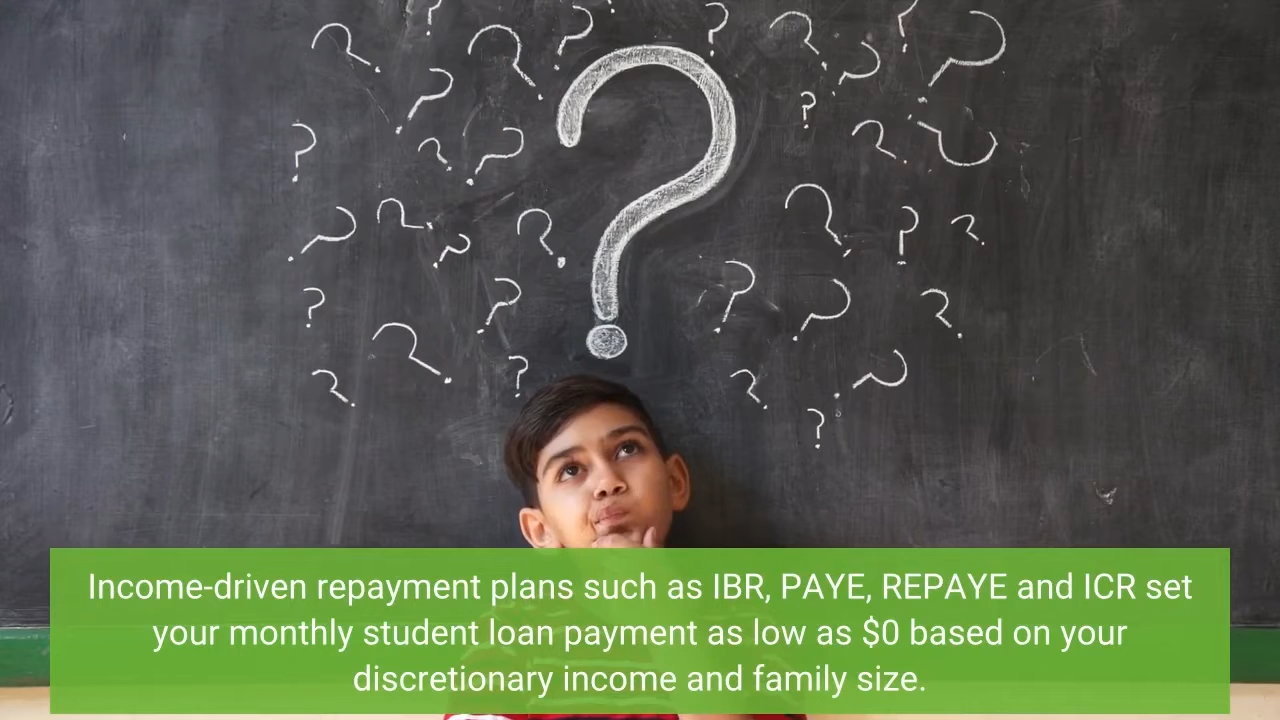 Income-driven repayment plans such as IBR, PAYE, REPAYE and ICR set
your monthly student loan payment as low as $0 based on your
discretionary income and family size.